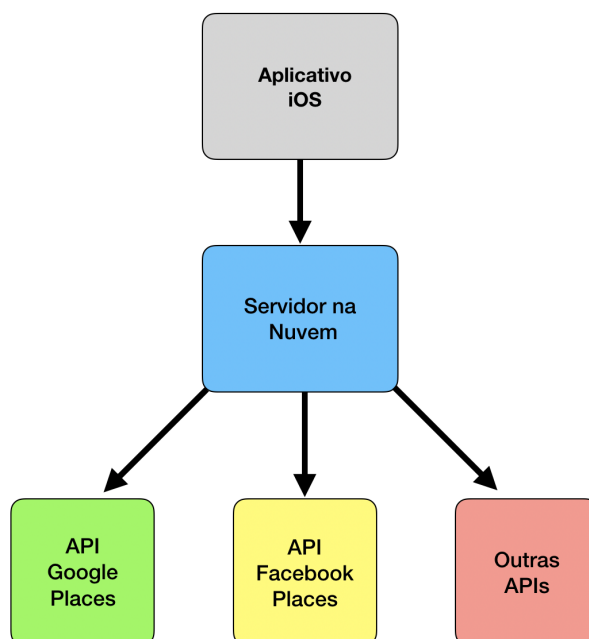 Aplicativo
iOS
Servidor na
Nuvem
API
Google
Places
API
Facebook
Places
Outras
APIs